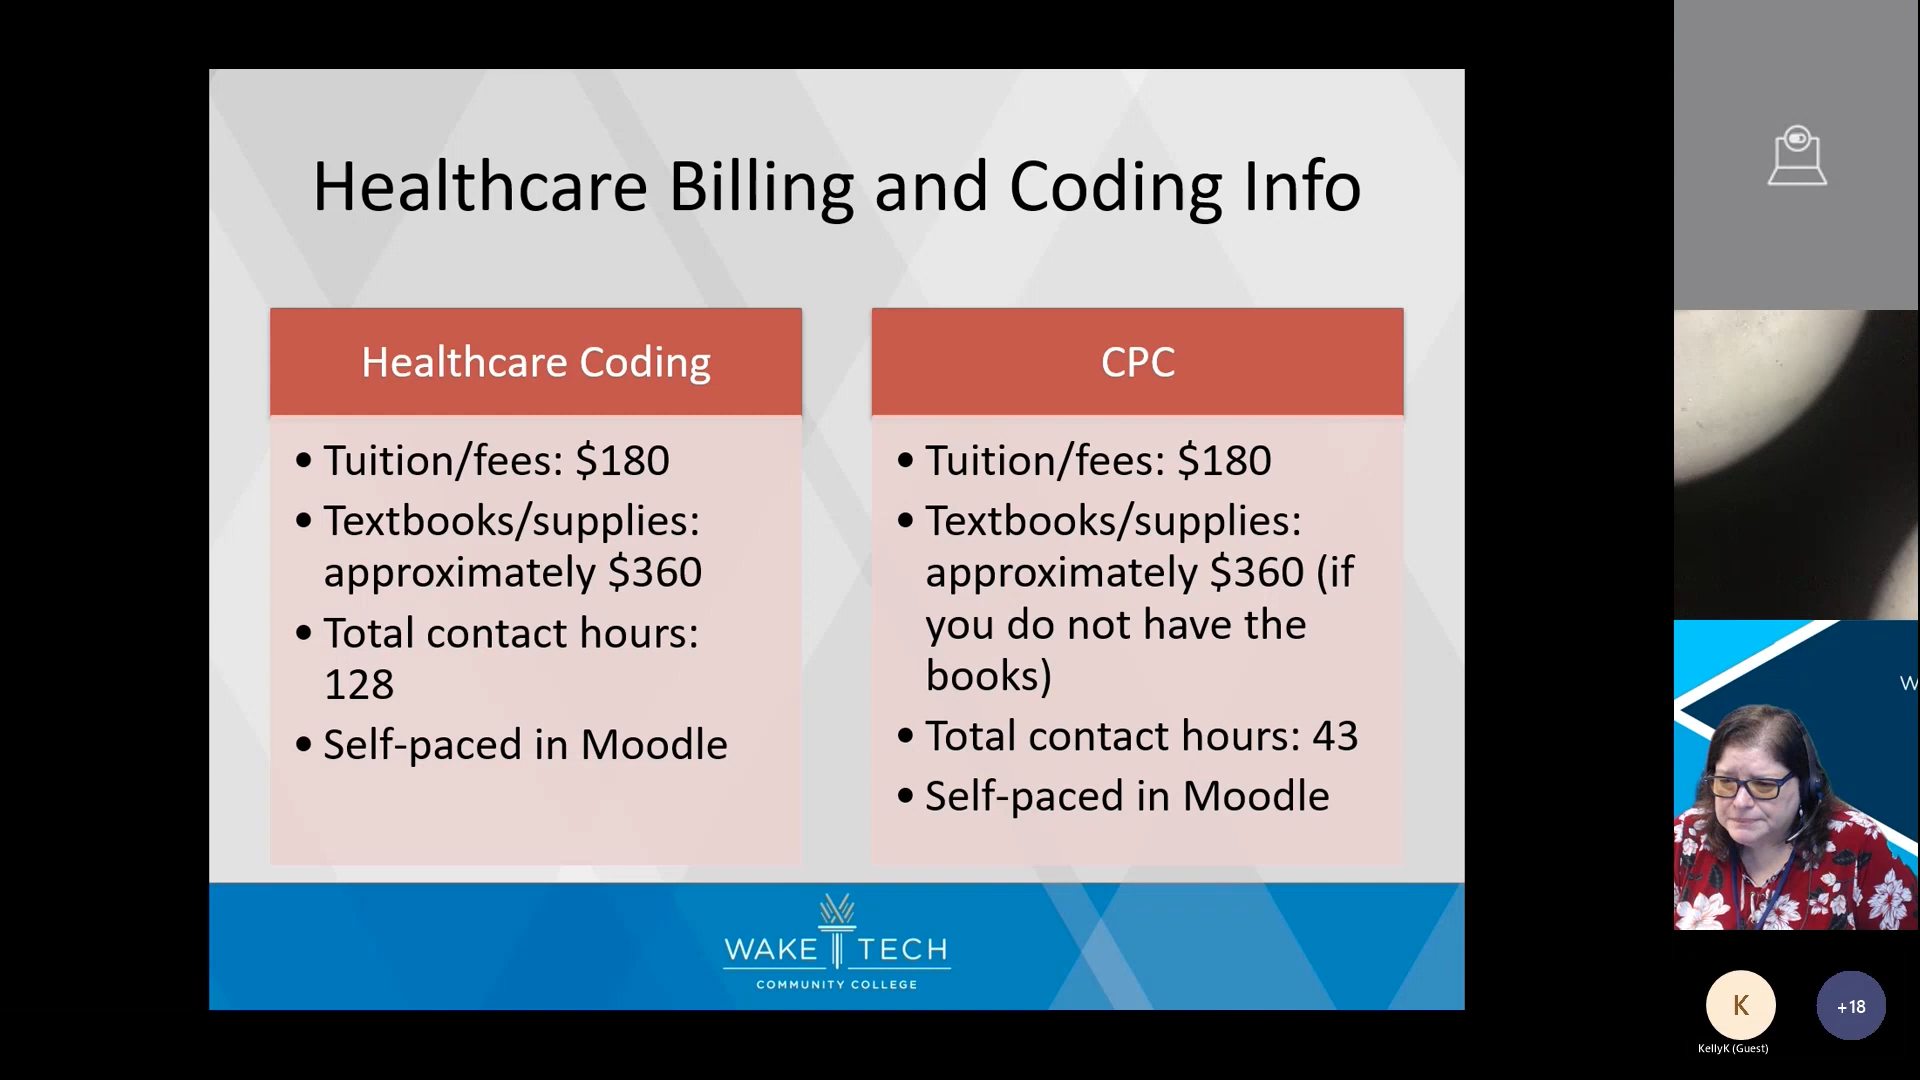 Healthcare Billing and Coding Info
Healthcare Coding
• Tuition/fees: $180
• Textbooks/supplies:
approximately $360
• Total contact hours:
128
• Self-paced in Moodle
CPC
• Tuition/fees: $180
• Textbooks/supplies:
approximately $360 (if
you do not have the
books)
• Total contact hours: 43
• Self-paced in Moodle
WAKE TECH
COMMUNITY COLLEGE
W
K
+18
KellyK (Guest)